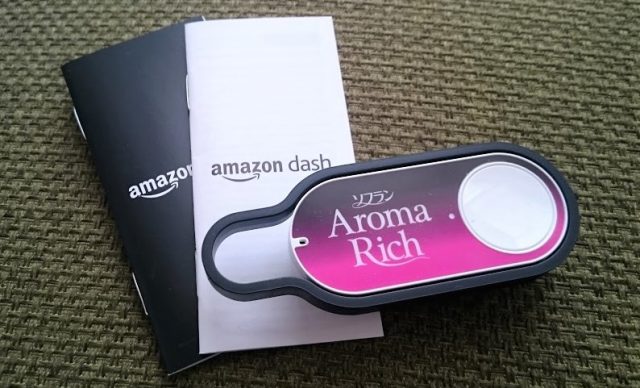 amazon
amazon dash
ソフラン
Aroma
Rich